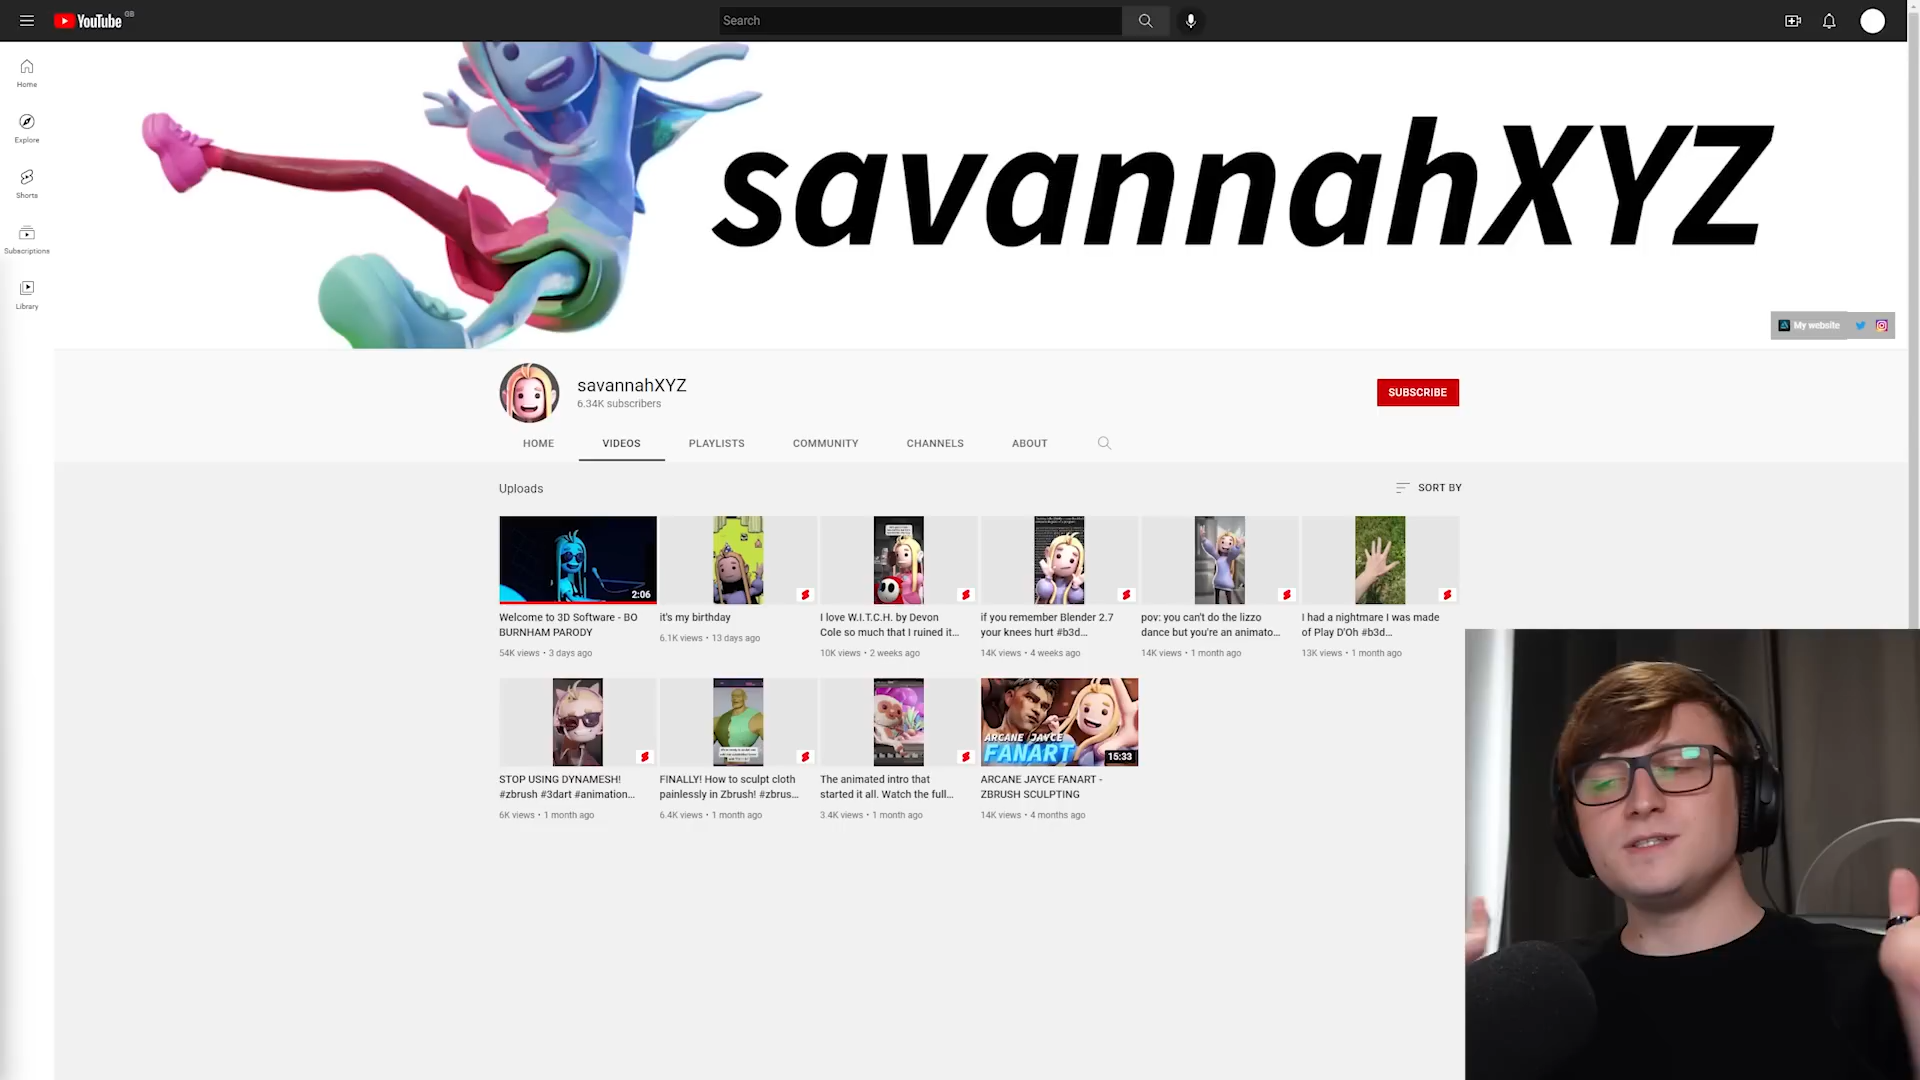 YouTube GB
Search
Home
Explore
Shorts
Subscriptions
Library
savannahXYZ
My website
savannahXYZ
6.34K subscribers
SUBSCRIBE
HOME VIDEOS PLAYLISTS COMMUNITY CHANNELS ABOUT
Uploads
SORT BY
2:06
Welcome to 3D Software - BO
BURNHAM PARODY
54K views • 3 days ago
it's my birthday
6.1K views • 13 days ago
I love W.I.T.C.H. by Devon
Cole so much that I ruined it...
10K views • 2 weeks ago
if you remember Blender 2.7
your knees hurt #b3d...
14K views • 4 weeks ago
pov: you can't do the lizzo
dance but you're an animato...
14K views • 1 month ago
I had a nightmare I was made
of Play D'Oh #b3d...
13K views • 1 month ago
STOP USING DYNAMESH!
#zbrush #3dart #animation...
6K views • 1 month ago
FINALLY! How to sculpt cloth
painlessly in Zbrush! #zbrus...
6.4K views • 1 month ago
The animated intro that
started it all. Watch the full...
3.4K views • 1 month ago
ARCANE JAYCE
FANART
15:33
ARCANE JAYCE FANART -
ZBRUSH SCULPTING
14K views • 4 months ago